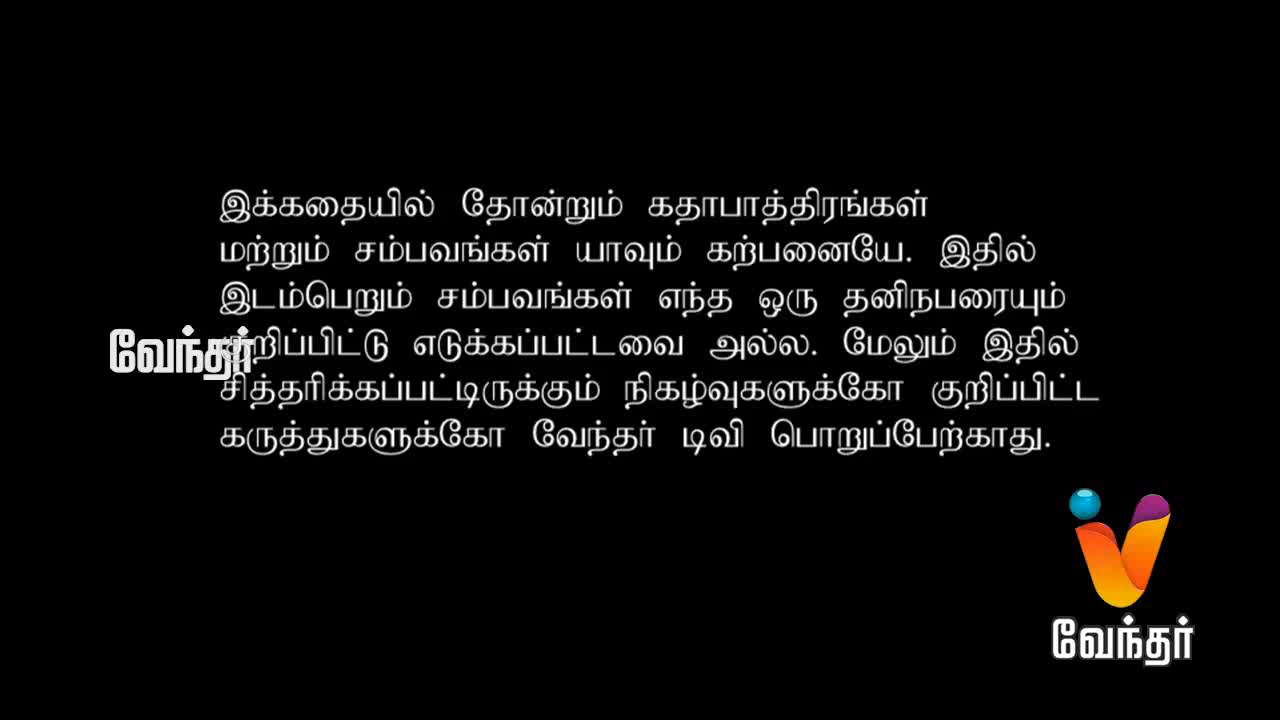 இக்கதையில் தோன்றும் கதாபாத்திரங்கள்
மற்றும் சம்பவங்கள் யாவும் கற்பனையே. இதில்
இடம்பெறும் சம்பவங்கள் எந்த ஒரு தனிநபரையும்
வேந்தர்
குறிப்பிட்டு எடுக்கப்பட்டவை அல்ல. மேலும் இதில்
சித்தரிக்கப்பட்டிருக்கும் நிகழ்வுகளுக்கோ குறிப்பிட்ட
கருத்துகளுக்கோ வேந்தர் டிவி பொறுப்பேற்காது.
வேந்தர்